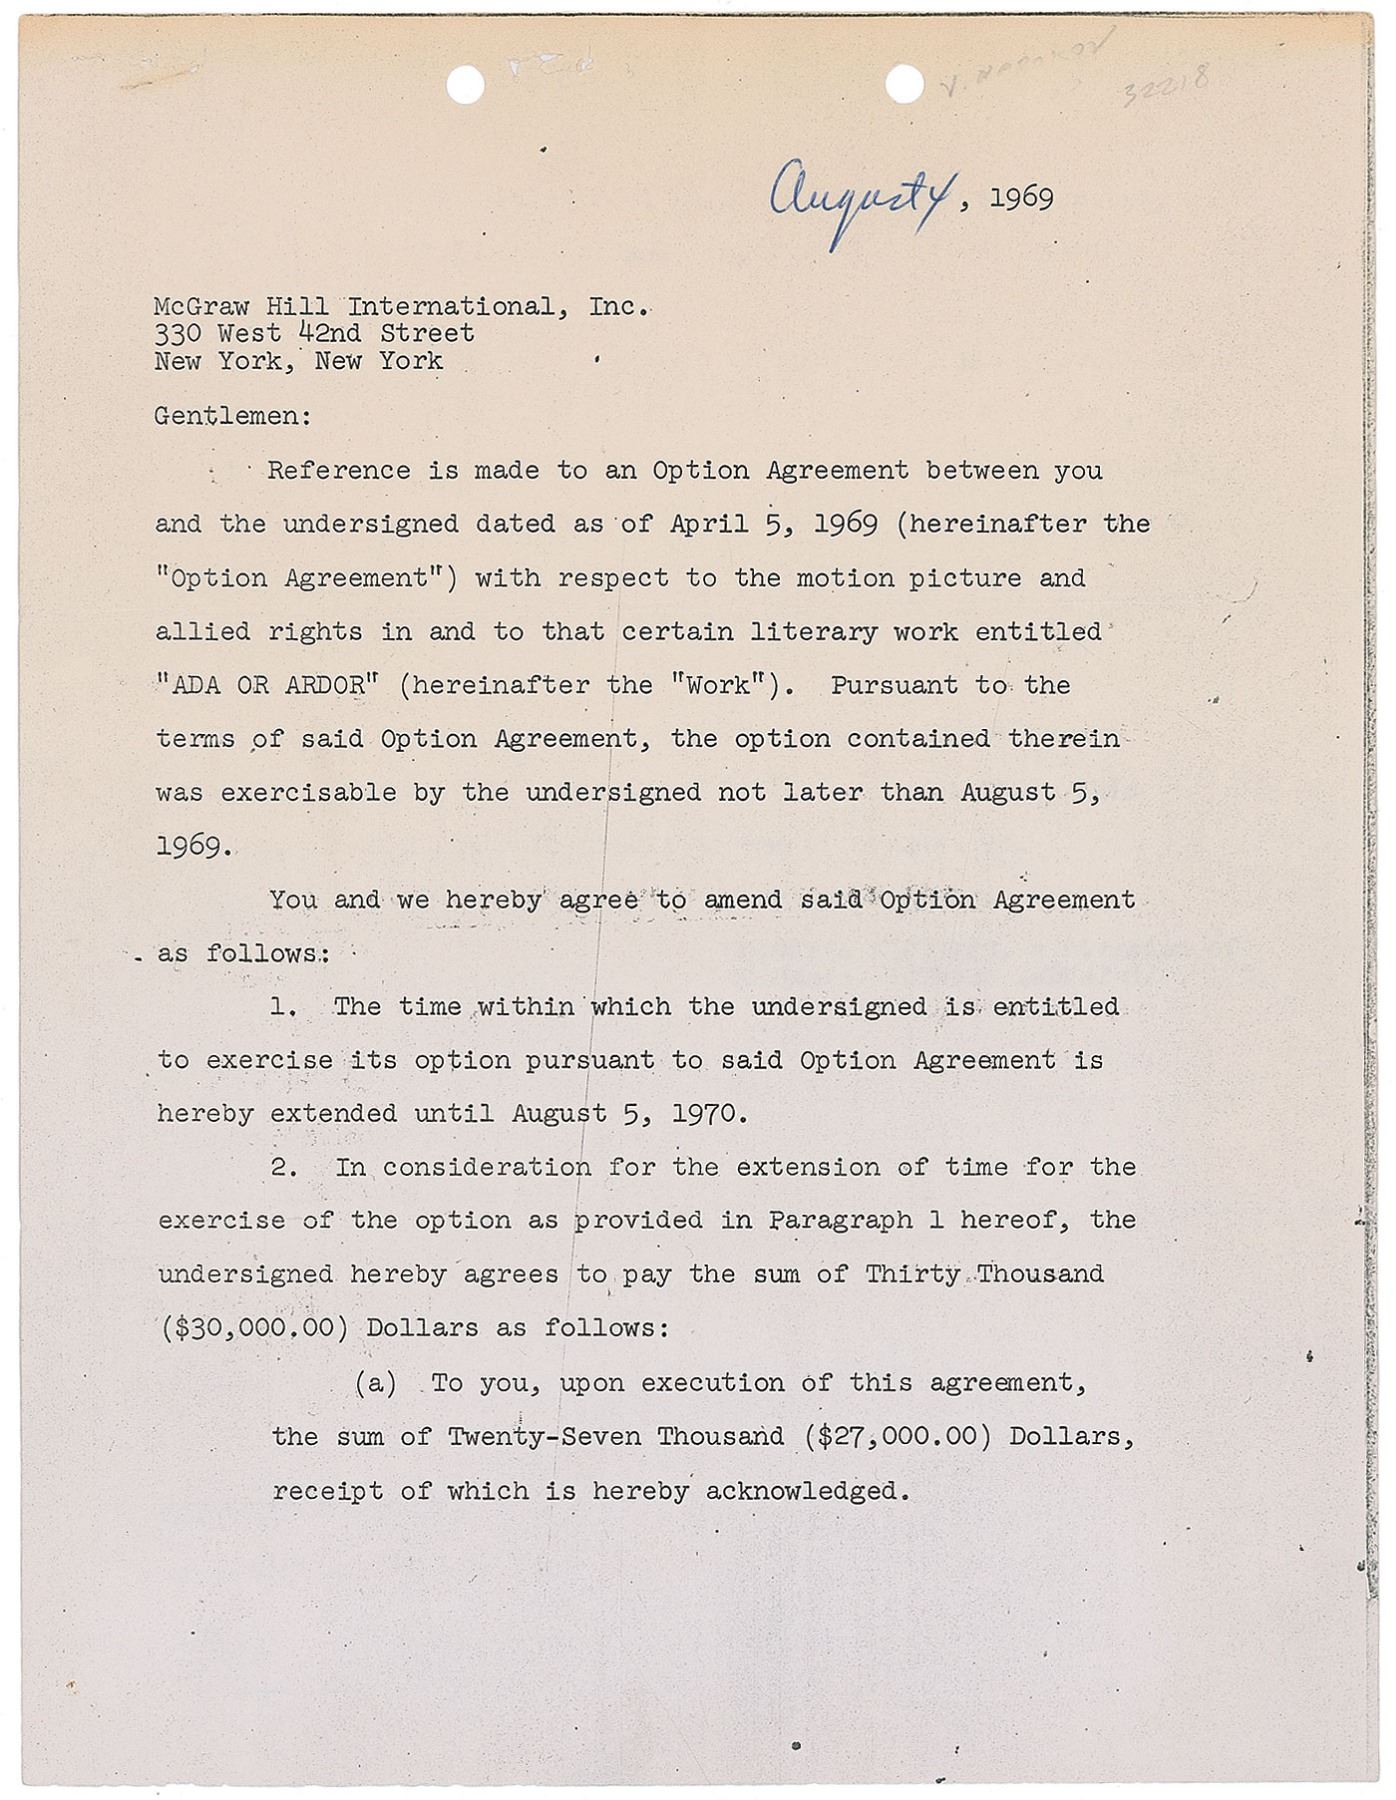 V. NABOKOV
32218
August 4, 1969
McGraw Hill International, Inc.
330 West 42nd Street
New York, New York
Gentlemen:
Reference is made to an Option Agreement between you
and the undersigned dated as of April 5, 1969 (hereinafter the
"Option Agreement") with respect to the motion picture and
allied rights in and to that certain literary work entitled
"ADA OR ARDOR" (hereinafter the "Work"). Pursuant to the
terms of said Option Agreement, the option contained therein
was exercisable by the undersigned not later than August 5,
1969.
You and we hereby agree to amend said Option Agreement
as follows:
1. The time within which the undersigned is entitled
to exercise its option pursuant to said Option Agreement is
hereby extended until August 5, 1970.
2. In consideration for the extension of time for the
exercise of the option as provided in Paragraph 1 hereof, the
undersigned hereby agrees to pay the sum of Thirty Thousand
($30,000.00) Dollars as follows:
(a) To you, upon execution of this agreement,
the sum of Twenty-Seven Thousand ($27,000.00) Dollars,
receipt of which is hereby acknowledged.